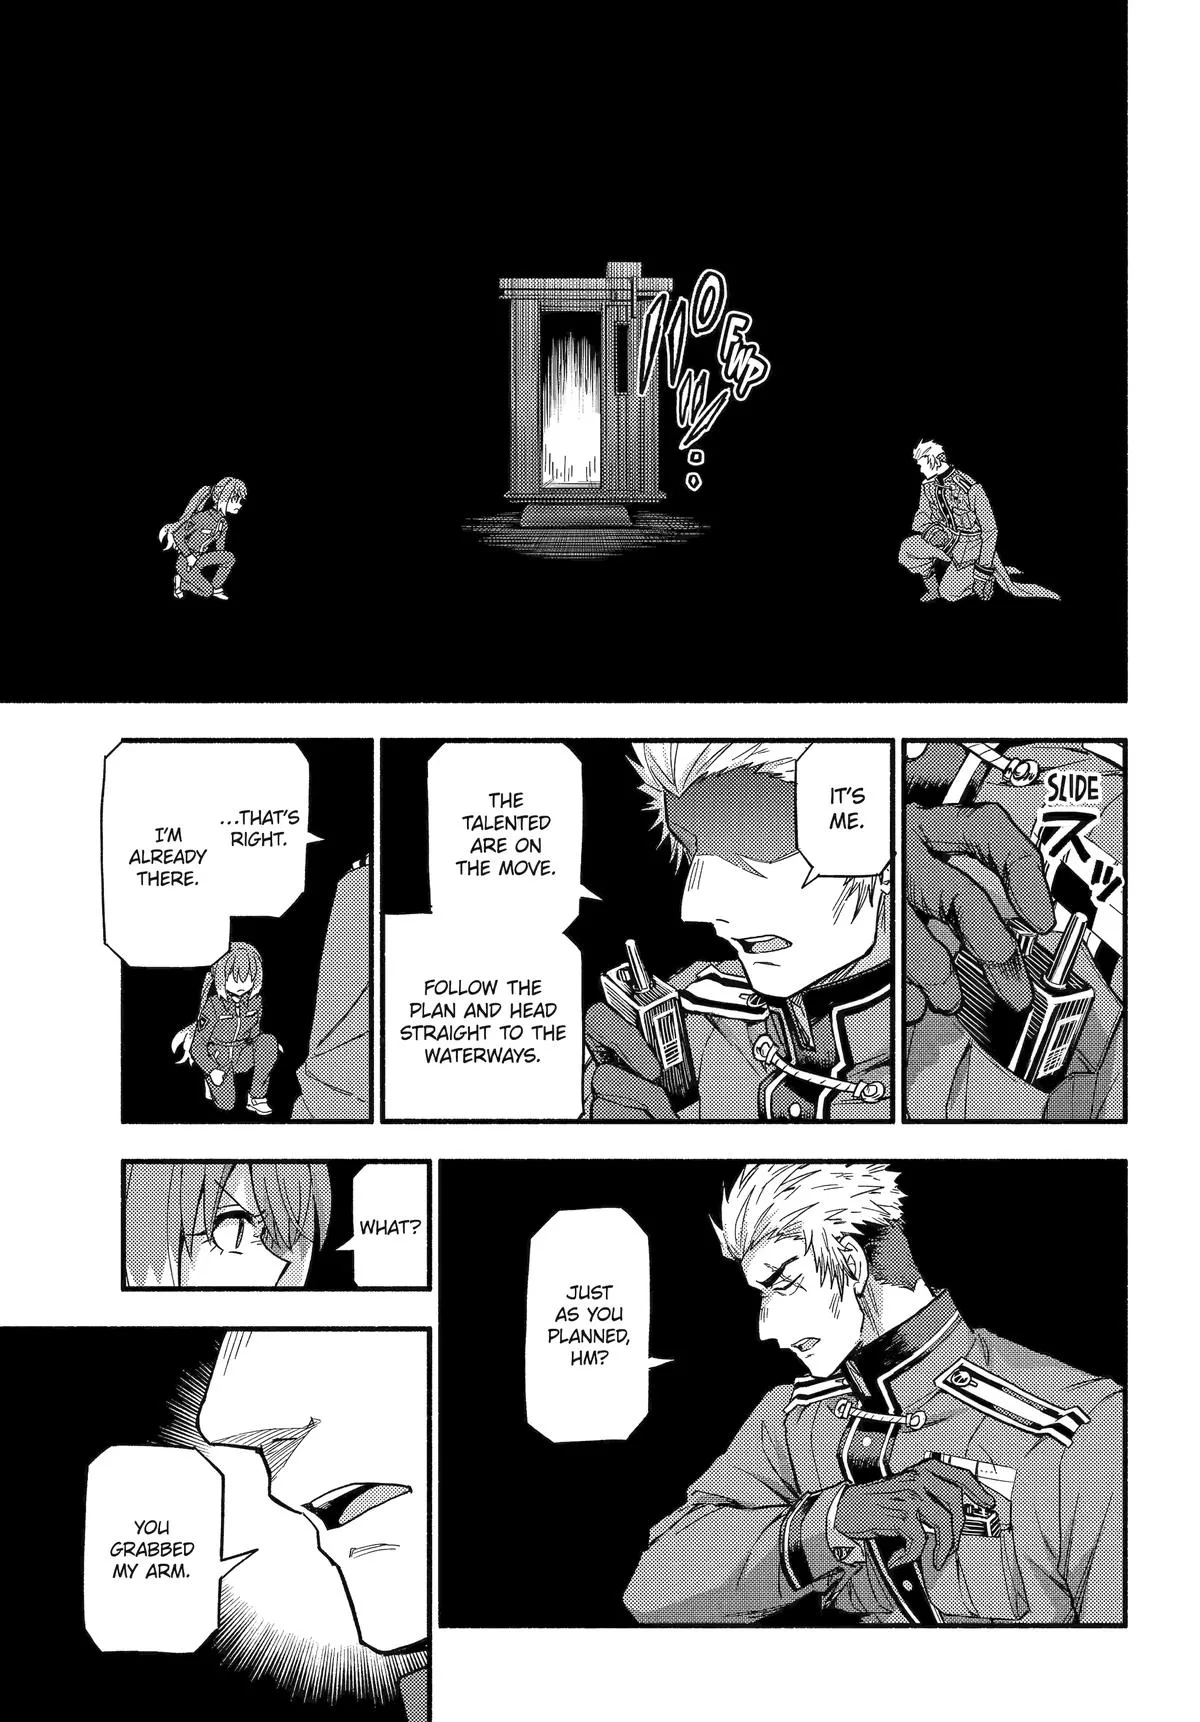 FWP
SLIDE
スッ
IT'S
ME.
THE
TALENTED
ARE ON
THE MOVE.
FOLLOW THE
PLAN AND HEAD
STRAIGHT TO THE
WATERWAYS.
...THAT'S
RIGHT.
I'M
ALREADY
THERE.
JUST
AS YOU
PLANNED,
HM?
WHAT?
YOU
GRABBED
MY ARM.